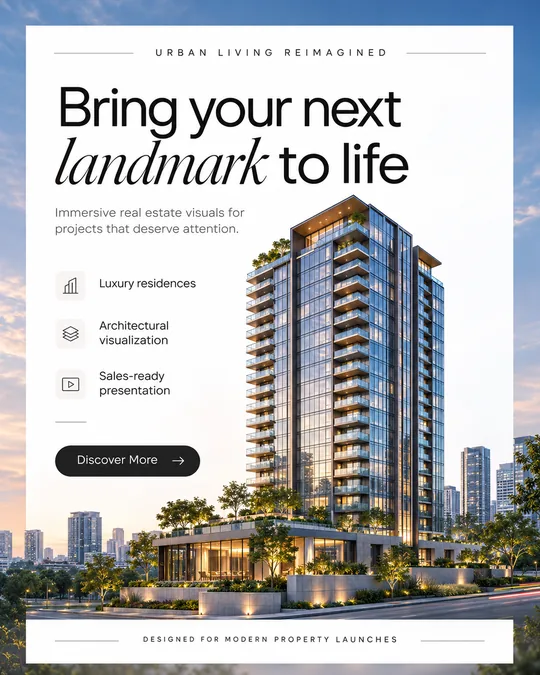 URBAN LIVING REIMAGINED
Bring your next
landmark to life
Immersive real estate visuals for
projects that deserve attention.
Luxury residences
Architectural
visualization
Sales-ready
presentation
Discover More →
DESIGNED FOR MODERN PROPERTY LAUNCHES